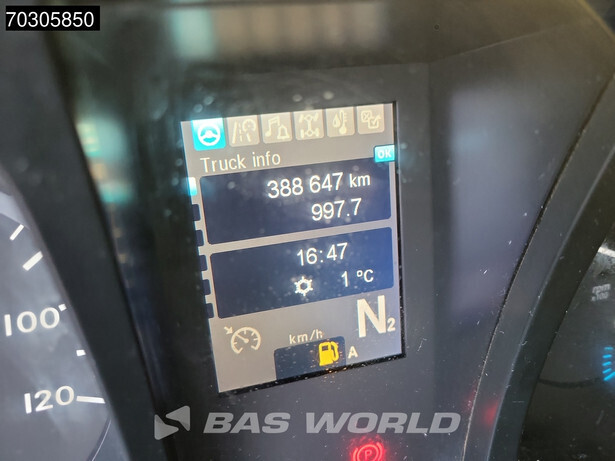 70305850
OK
Truck info
388 647 km
997.7
16:47
1 °C
N2
km/h
A
100
120
BAS WORLD
P